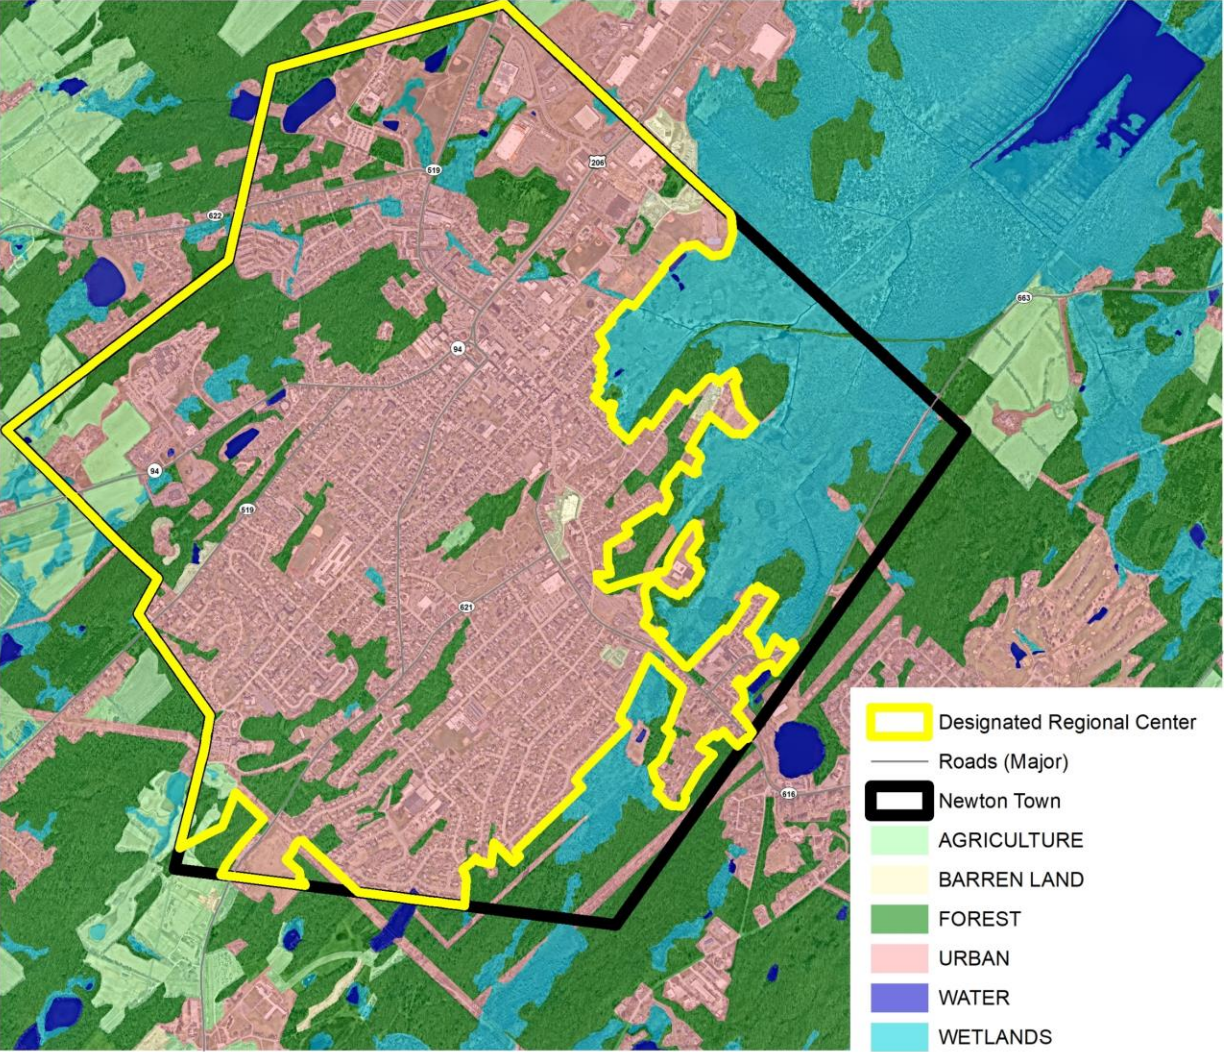 206
519
622
663
94
94
519
621
616
Designated Regional Center
Roads (Major)
Newton Town
AGRICULTURE
BARREN LAND
FOREST
URBAN
WATER
WETLANDS